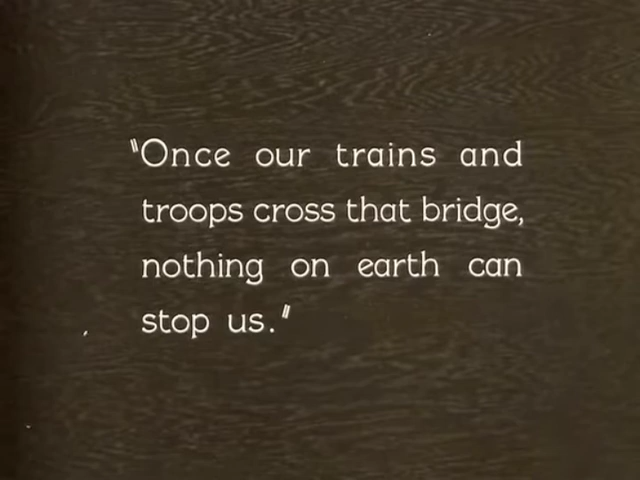 "Once our trains and
troops cross that bridge,
nothing on earth can
stop us."